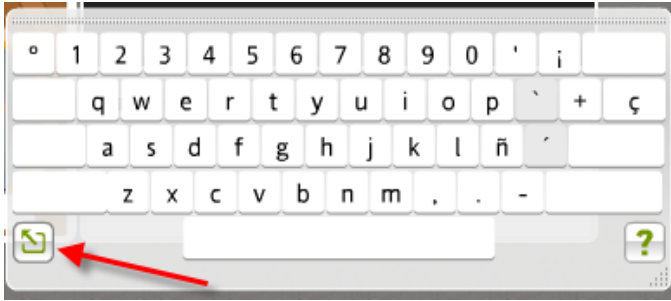 º 1 2 3 4 5 6 7 8 9 0 ' ¡
q w e r t y u i o p ` + ç
a s d f g h j k l ñ ´
z x c v b n m , . -
?